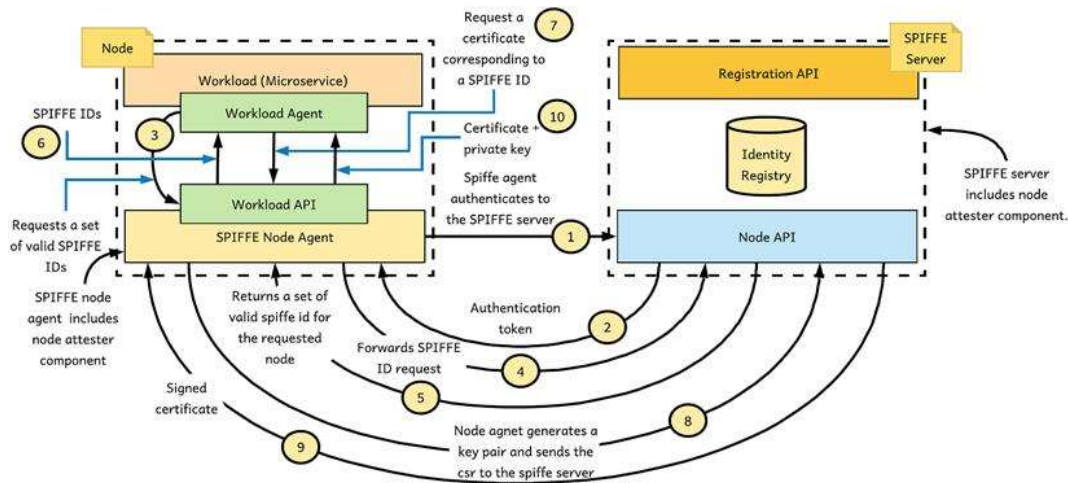 Node
Workload (Microservice)
Workload Agent
Workload API
SPIFFE Node Agent
SPIFFE IDs
6
3
Requests a set
of valid SPIFFE
IDs
SPIFFE node
agent includes
node attester
component
Request a
certificate
corresponding to
a SPIFFE ID
7
Certificate +
private key
10
Spiffe agent
authenticates to
the SPIFFE server
1
SPIFFE
Server
Registration API
Identity
Registry
Node API
SPIFFE server
includes node
attester component.
Returns a set of
valid spiffe id for
the requested
node
Authentication
token
2
Forwards SPIFFE
ID request
4
5
Signed
certificate
8
Node agnet generates a
key pair and sends the
csr to the spiffe server
9